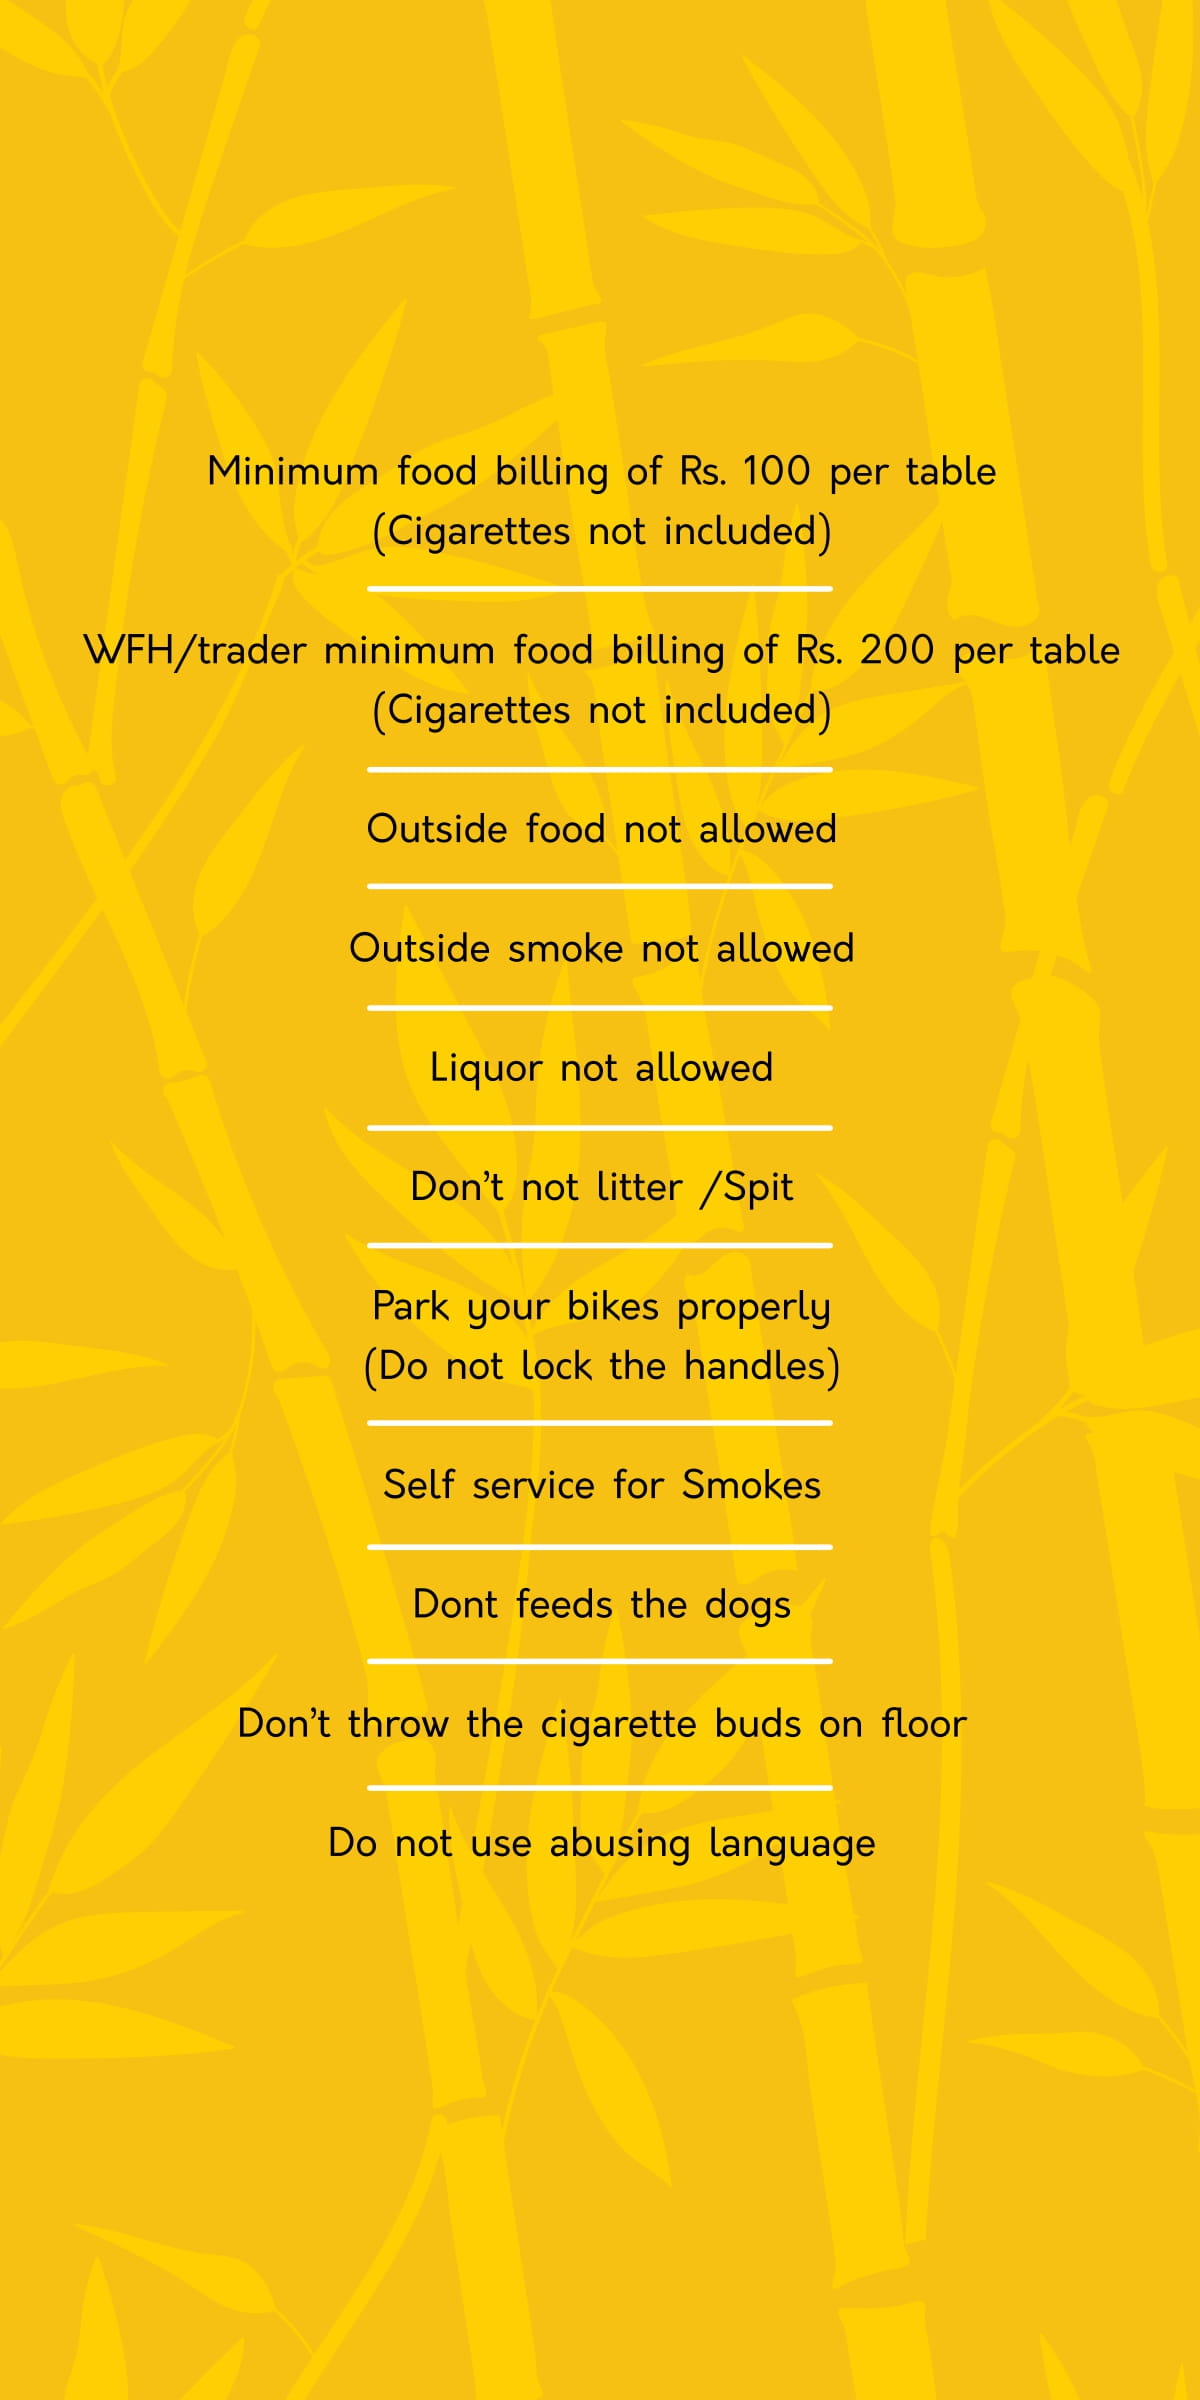 Minimum food billing of Rs. 100 per table
(Cigarettes not included)
WFH/trader minimum food billing of Rs. 200 per table
(Cigarettes not included)
Outside food not allowed
Outside smoke not allowed
Liquor not allowed
Don’t not litter /Spit
Park your bikes properly
(Do not lock the handles)
Self service for Smokes
Dont feeds the dogs
Don’t throw the cigarette buds on floor
Do not use abusing language